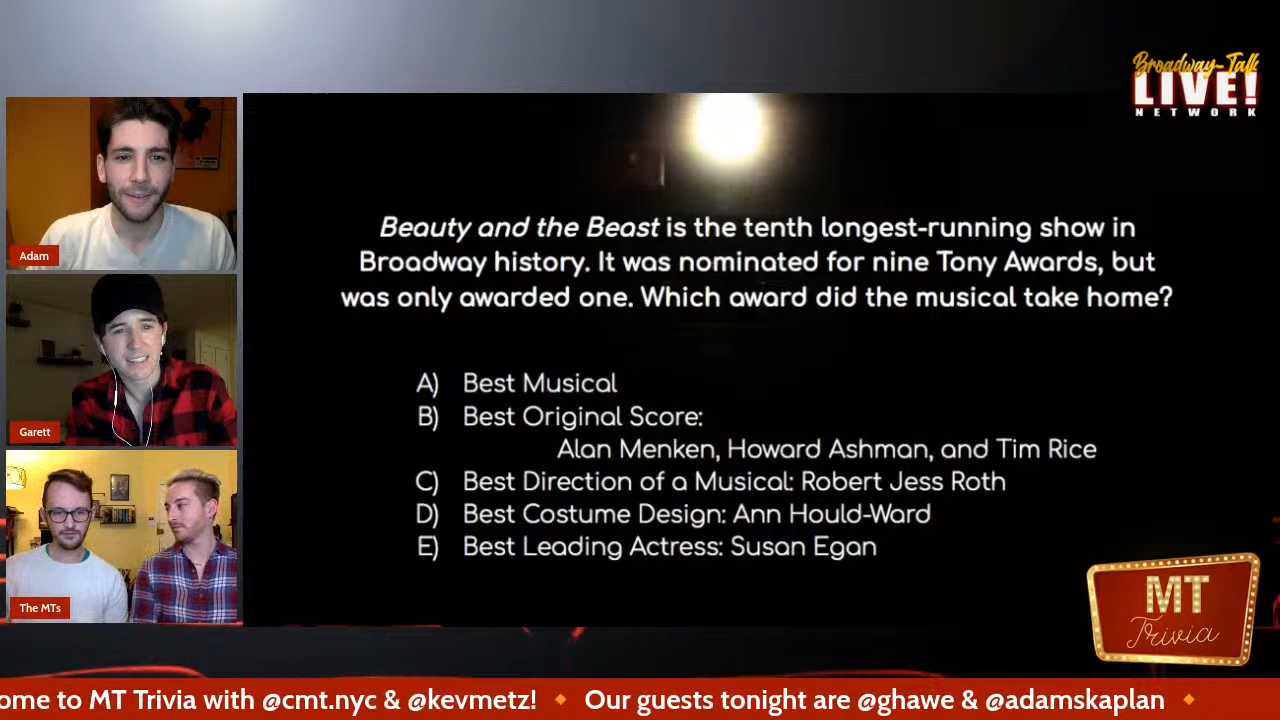 Broadway-Talk
LIVE!
NETWORK
Adam
Garett
The MTs
Beauty and the Beast is the tenth longest-running show in
Broadway history. It was nominated for nine Tony Awards, but
was only awarded one. Which award did the musical take home?
A) Best Musical
B) Best Original Score:
Alan Menken, Howard Ashman, and Tim Rice
C) Best Direction of a Musical: Robert Jess Roth
D) Best Costume Design: Ann Hould-Ward
E) Best Leading Actress: Susan Egan
MT
Trivia
ome to MT Trivia with @cmt.nyc & @kevmetz! 🔸 Our guests tonight are @ghawe & @adamskaplan 🔸